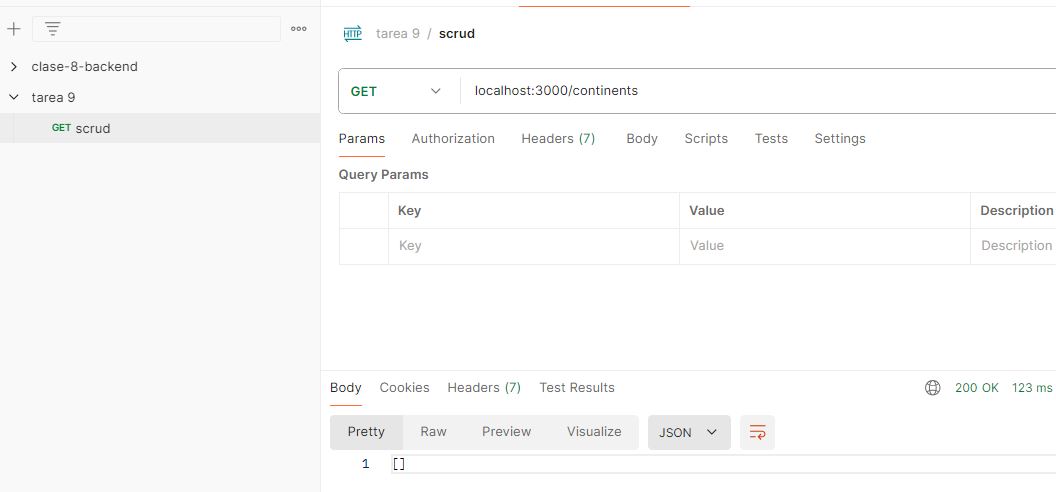 HTTP tarea 9 / scrud
clase-8-backend
tarea 9
GET scrud
GET localhost:3000/continents
Params Authorization Headers (7) Body Scripts Tests Settings
Query Params
Key Value Description
Key Value Description
Body Cookies Headers (7) Test Results 200 OK 123 ms
Pretty Raw Preview Visualize JSON
1 []